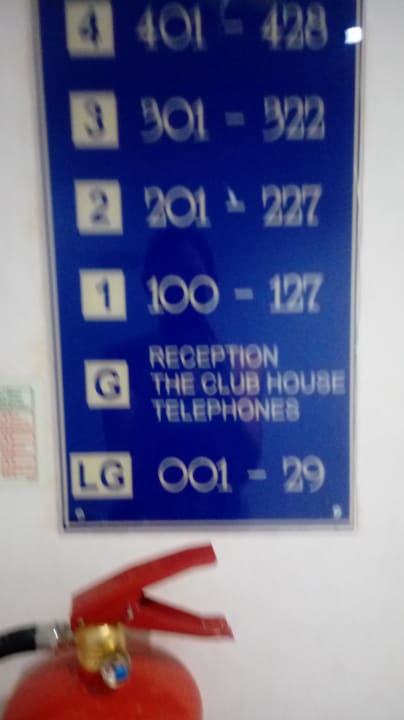 4 401 - 428
3 301 - 322
2 201 - 227
1 100 - 127
G RECEPTION
THE CLUB HOUSE
TELEPHONES
LG 001 - 29